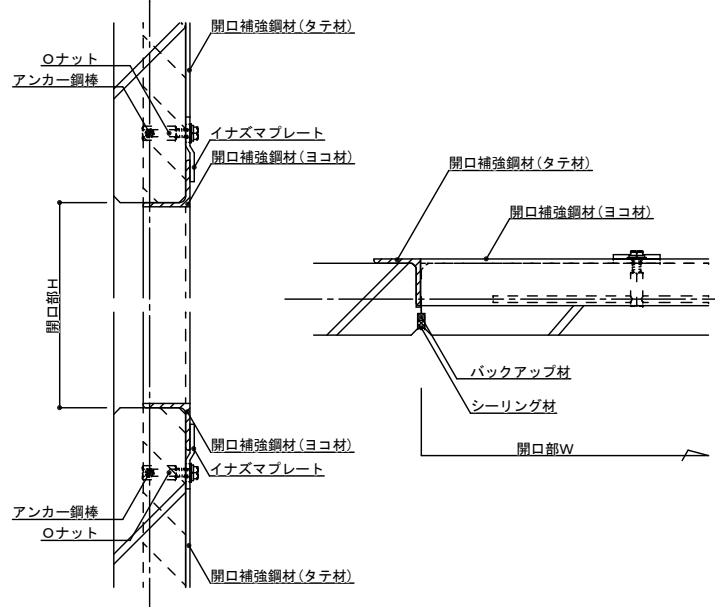 開口補強鋼材(タテ材)
Oナット
アンカー鋼棒
イナズマプレート
開口補強鋼材(ヨコ材)
開口部H
開口補強鋼材(ヨコ材)
イナズマプレート
アンカー鋼棒
Oナット
開口補強鋼材(タテ材)
開口補強鋼材(タテ材)
開口補強鋼材(ヨコ材)
バックアップ材
シーリング材
開口部W